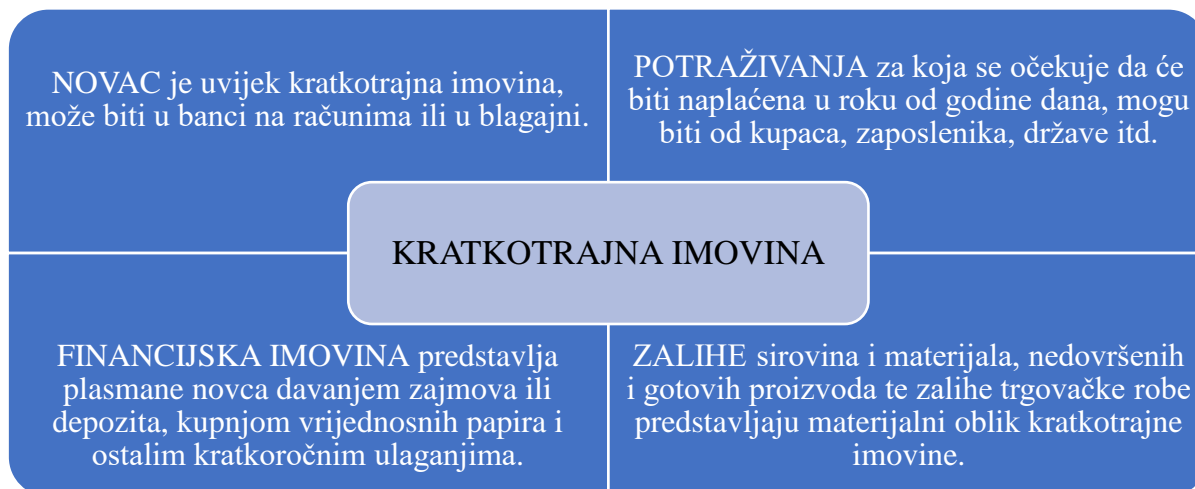 NOVAC je uvijek kratkotrajna imovina,
može biti u banci na računima ili u blagajni.
POTRAŽIVANJA za koja se očekuje da će
biti naplaćena u roku od godine dana, mogu
biti od kupaca, zaposlenika, države itd.
KRATKOTRAJNA IMOVINA
FINANCIJSKA IMOVINA predstavlja
plasmane novca davanjem zajmova ili
depozita, kupnjom vrijednosnih papira i
ostalim kratkoročnim ulaganjima.
ZALIHE sirovina i materijala, nedovršenih
i gotovih proizvoda te zalihe trgovačke robe
predstavljaju materijalni oblik kratkotrajne
imovine.